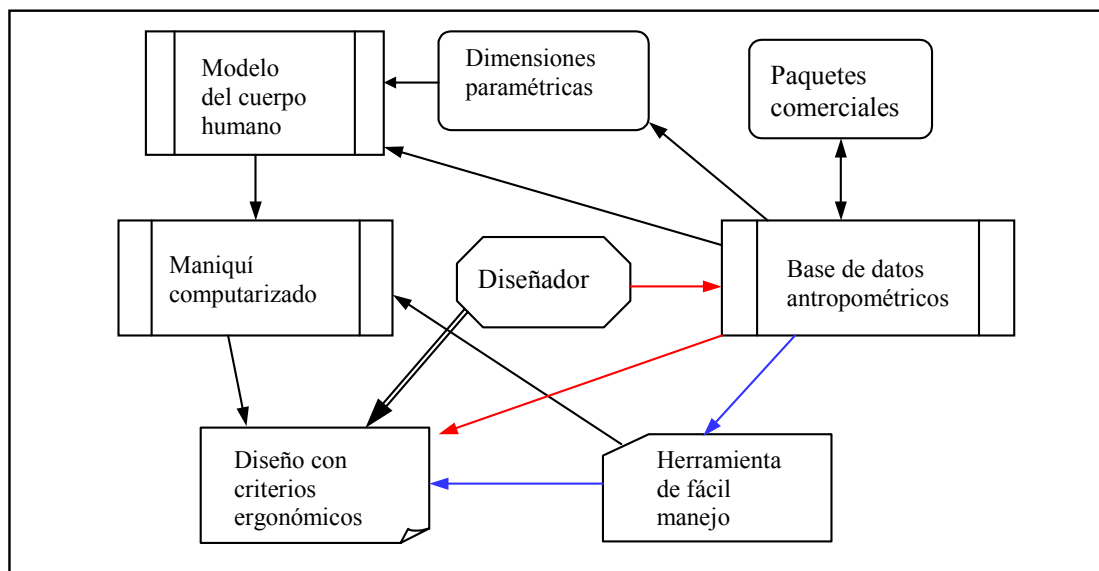 Modelo
del cuerpo
humano
Dimensiones
paramétricas
Paquetes
comerciales
Maniquí
computarizado
Diseñador
Base de datos
antropométricos
Diseño con
criterios
ergonómicos
Herramienta
de fácil
manejo